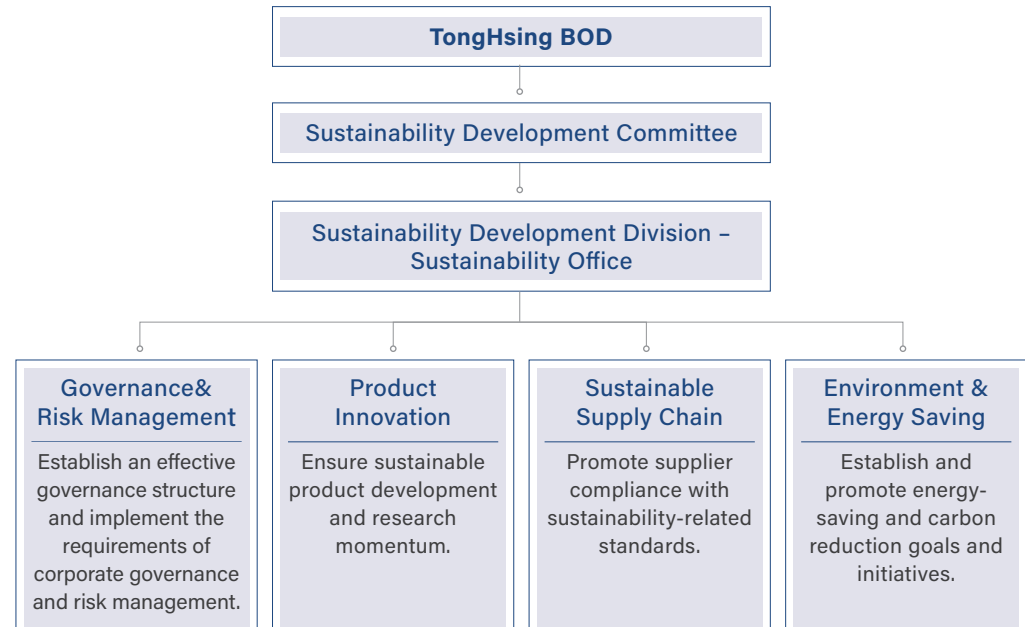 TongHsing BOD
Sustainability Development Committee
Sustainability Development Division –
Sustainability Office
Governance&
Risk Management
Establish an effective
governance structure
and implement the
requirements of
corporate governance
and risk management.
Product
Innovation
Ensure sustainable
product development
and research
momentum.
Sustainable
Supply Chain
Promote supplier
compliance with
sustainability-related
standards.
Environment &
Energy Saving
Establish and
promote energy-
saving and carbon
reduction goals and
initiatives.